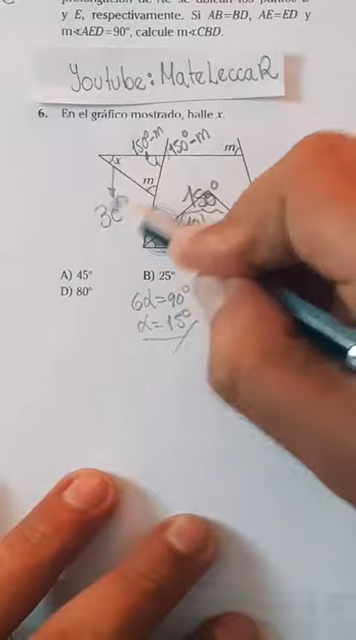 y E, respectivamente. Si AB=BD, AE=ED y
m∢AED=90°, calcule m∢CBD.
Youtube: MateLeccaR
6. En el gráfico mostrado, halle x.
150°-m 150°-m m
x
m
150°
A) 45° B) 25°
D) 80°
6α=90°
α=15°